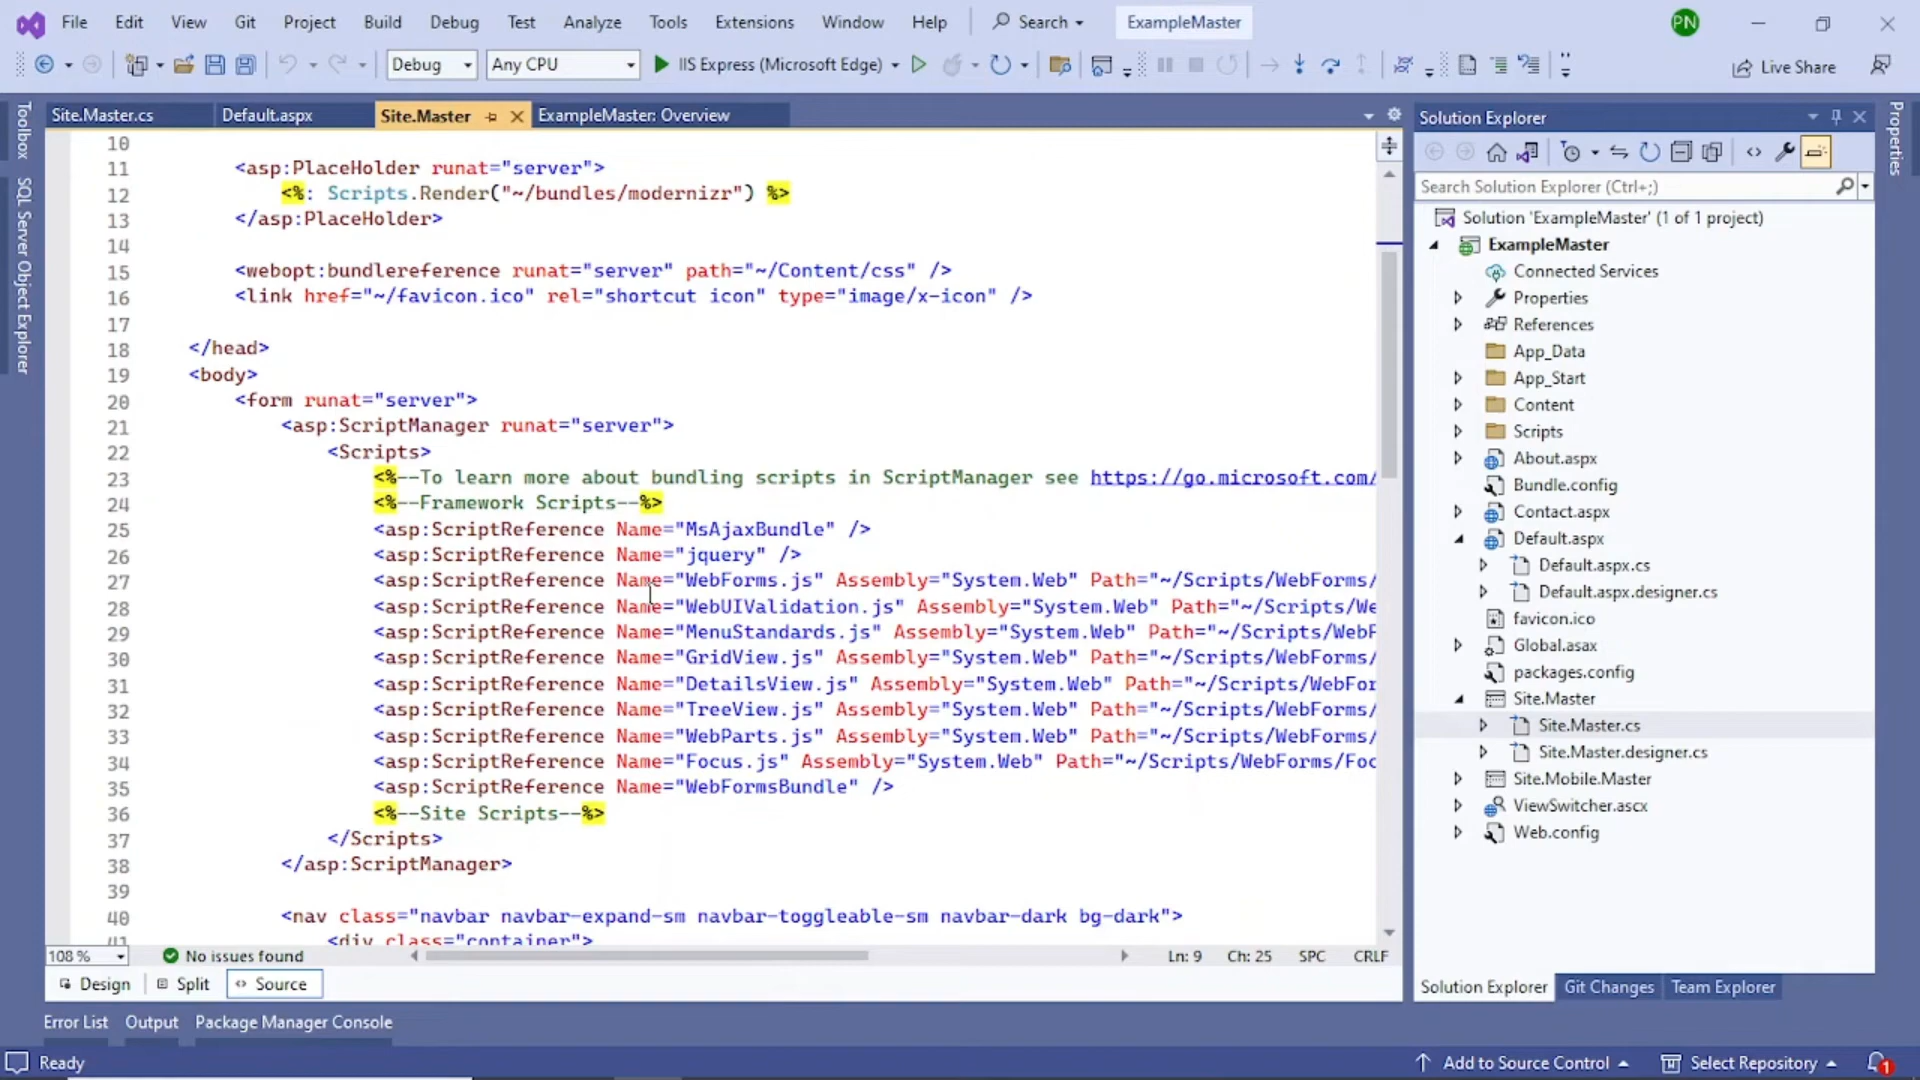 File Edit View Git Project Build Debug Test Analyze Tools Extensions Window Help Search ExampleMaster PN
Debug Any CPU IIS Express (Microsoft Edge) Live Share
Toolbox
SQL Server Object Explorer
Site.Master.cs Default.aspx Site.Master ExampleMaster: Overview
10
11 <asp:PlaceHolder runat="server">
12 <%: Scripts.Render("~/bundles/modernizr") %>
13 </asp:PlaceHolder>
14
15 <webopt:bundlereference runat="server" path="~/Content/css" />
16 <link href="~/favicon.ico" rel="shortcut icon" type="image/x-icon" />
17
18 </head>
19 <body>
20 <form runat="server">
21 <asp:ScriptManager runat="server">
22 <Scripts>
23 <%--To learn more about bundling scripts in ScriptManager see https://go.microsoft.com/
24 <%--Framework Scripts--%>
25 <asp:ScriptReference Name="MsAjaxBundle" />
26 <asp:ScriptReference Name="jquery" />
27 <asp:ScriptReference Name="WebForms.js" Assembly="System.Web" Path="~/Scripts/WebForms/
28 <asp:ScriptReference Name="WebUIValidation.js" Assembly="System.Web" Path="~/Scripts/We
29 <asp:ScriptReference Name="MenuStandards.js" Assembly="System.Web" Path="~/Scripts/WebF
30 <asp:ScriptReference Name="GridView.js" Assembly="System.Web" Path="~/Scripts/WebForms/
31 <asp:ScriptReference Name="DetailsView.js" Assembly="System.Web" Path="~/Scripts/WebFor
32 <asp:ScriptReference Name="TreeView.js" Assembly="System.Web" Path="~/Scripts/WebForms/
33 <asp:ScriptReference Name="WebParts.js" Assembly="System.Web" Path="~/Scripts/WebForms/
34 <asp:ScriptReference Name="Focus.js" Assembly="System.Web" Path="~/Scripts/WebForms/Foc
35 <asp:ScriptReference Name="WebFormsBundle" />
36 <%--Site Scripts--%>
37 </Scripts>
38 </asp:ScriptManager>
39
40 <nav class="navbar navbar-expand-sm navbar-toggleable-sm navbar-dark bg-dark">
41 <div class="container">
108 % No issues found Ln: 9 Ch: 25 SPC CRLF
Design Split Source
Solution Explorer
Search Solution Explorer (Ctrl+;)
Solution 'ExampleMaster' (1 of 1 project)
ExampleMaster
Connected Services
Properties
References
App_Data
App_Start
Content
Scripts
About.aspx
Bundle.config
Contact.aspx
Default.aspx
Default.aspx.cs
Default.aspx.designer.cs
favicon.ico
Global.asax
packages.config
Site.Master
Site.Master.cs
Site.Master.designer.cs
Site.Mobile.Master
ViewSwitcher.ascx
Web.config
Solution Explorer Git Changes Team Explorer
Properties
Error List Output Package Manager Console
Ready Add to Source Control Select Repository 1